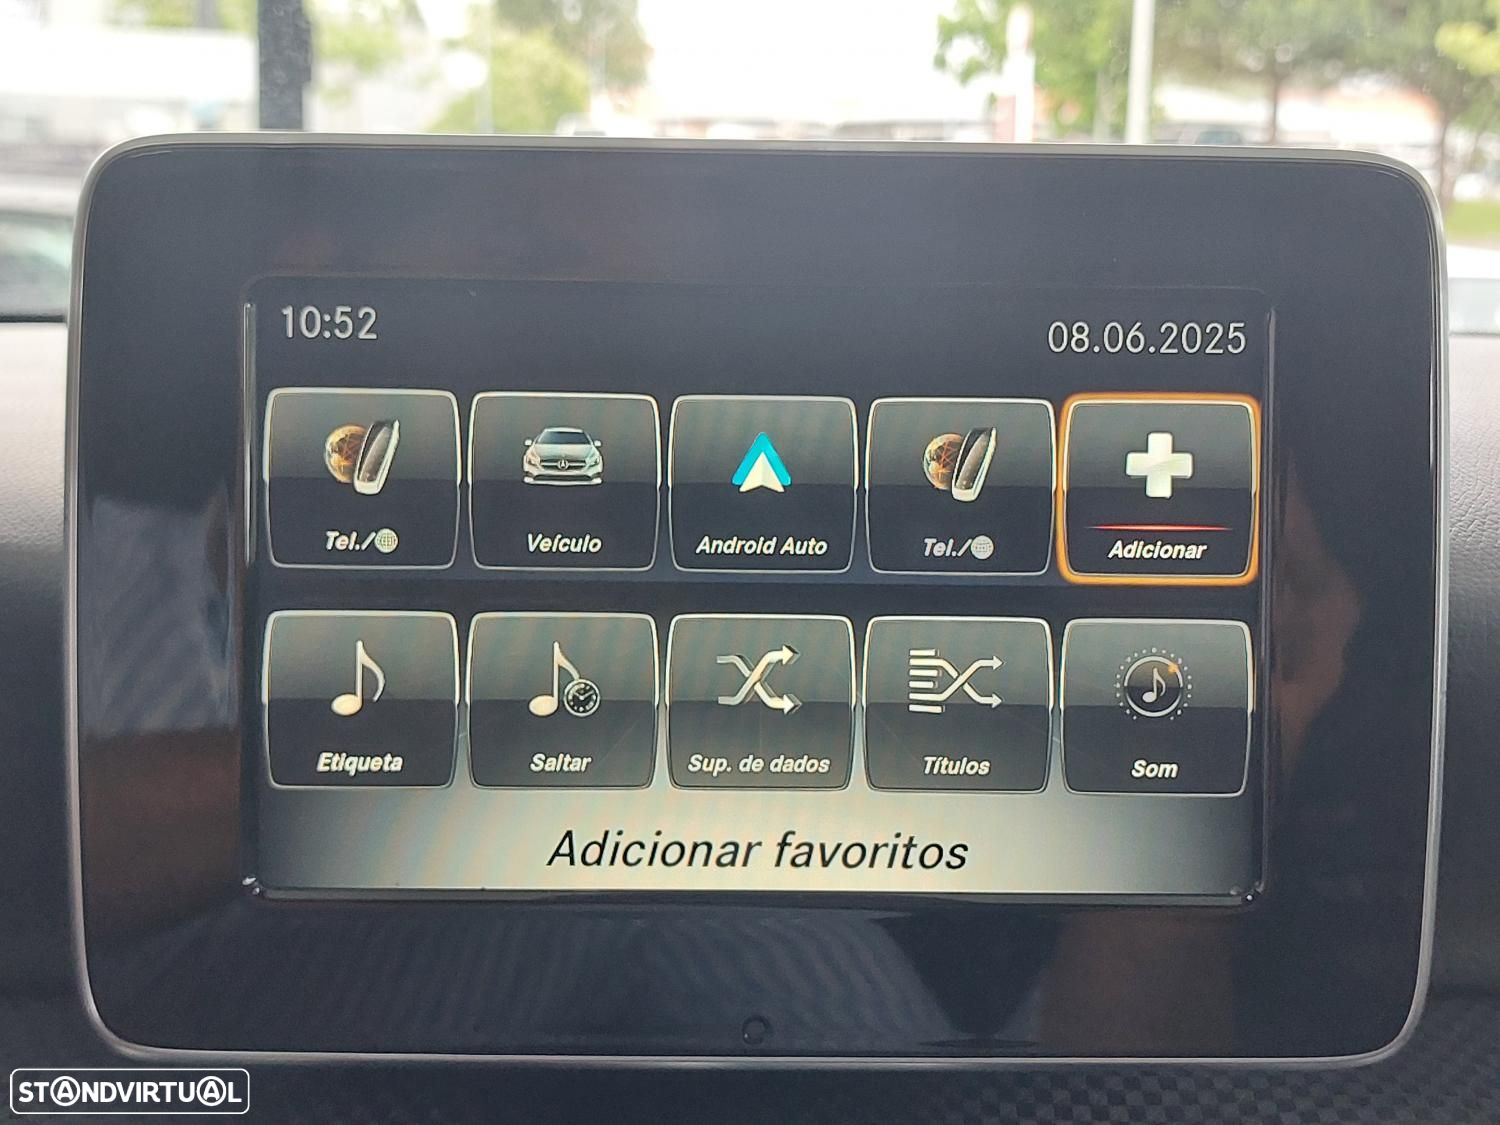 10:52
08.06.2025
Tel./
Veículo
Android Auto
Tel./
Adicionar
Etiqueta
Saltar
Sup. de dados
Títulos
Som
Adicionar favoritos
STANDVIRTUAL